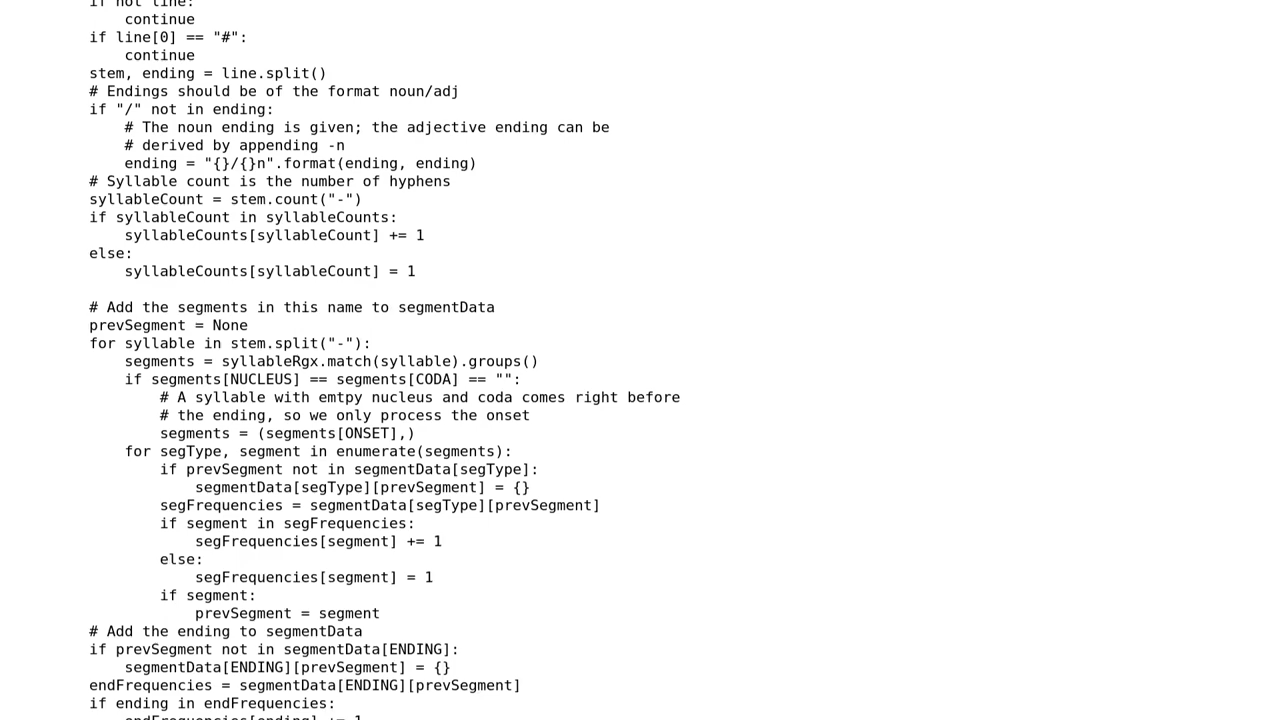 if not line:
continue
if line[0] == "#":
continue
stem, ending = line.split()
# Endings should be of the format noun/adj
if "/" not in ending:
# The noun ending is given; the adjective ending can be
# derived by appending -n
ending = "{}/{}n".format(ending, ending)
# Syllable count is the number of hyphens
syllableCount = stem.count("-")
if syllableCount in syllableCounts:
syllableCounts[syllableCount] += 1
else:
syllableCounts[syllableCount] = 1
# Add the segments in this name to segmentData
prevSegment = None
for syllable in stem.split("-"):
segments = syllableRgx.match(syllable).groups()
if segments[NUCLEUS] == segments[CODA] == "":
# A syllable with emtpy nucleus and coda comes right before
# the ending, so we only process the onset
segments = (segments[ONSET],)
for segType, segment in enumerate(segments):
if prevSegment not in segmentData[segType]:
segmentData[segType][prevSegment] = {}
segFrequencies = segmentData[segType][prevSegment]
if segment in segFrequencies:
segFrequencies[segment] += 1
else:
segFrequencies[segment] = 1
if segment:
prevSegment = segment
# Add the ending to segmentData
if prevSegment not in segmentData[ENDING]:
segmentData[ENDING][prevSegment] = {}
endFrequencies = segmentData[ENDING][prevSegment]
if ending in endFrequencies:
endFrequencies[ending] += 1